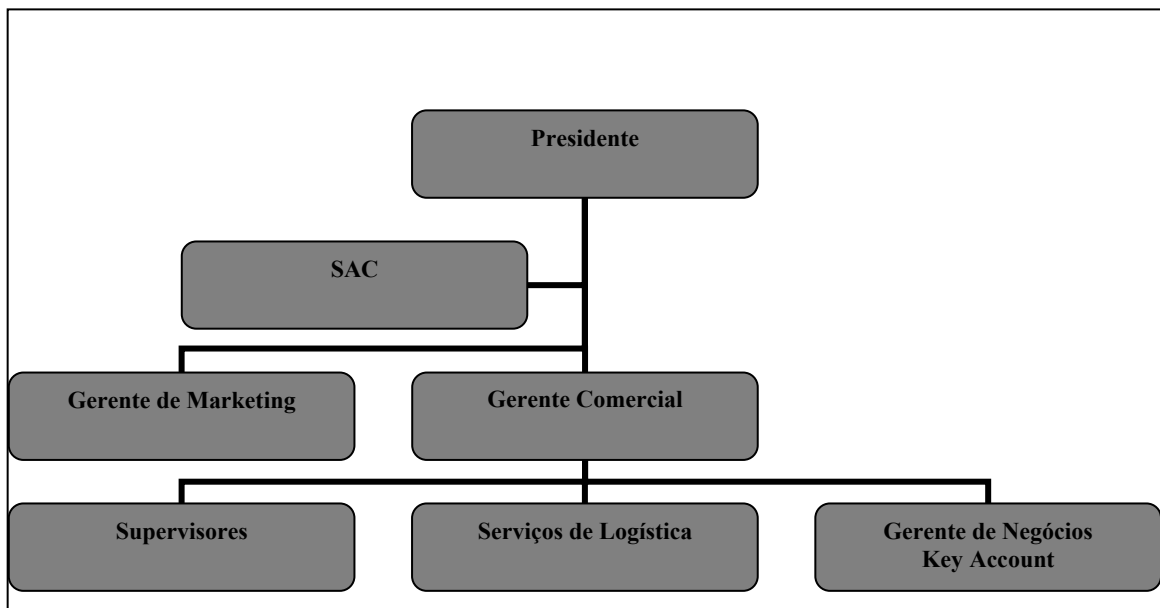 Presidente
SAC
Gerente de Marketing
Gerente Comercial
Supervisores
Serviços de Logística
Gerente de Negócios
Key Account